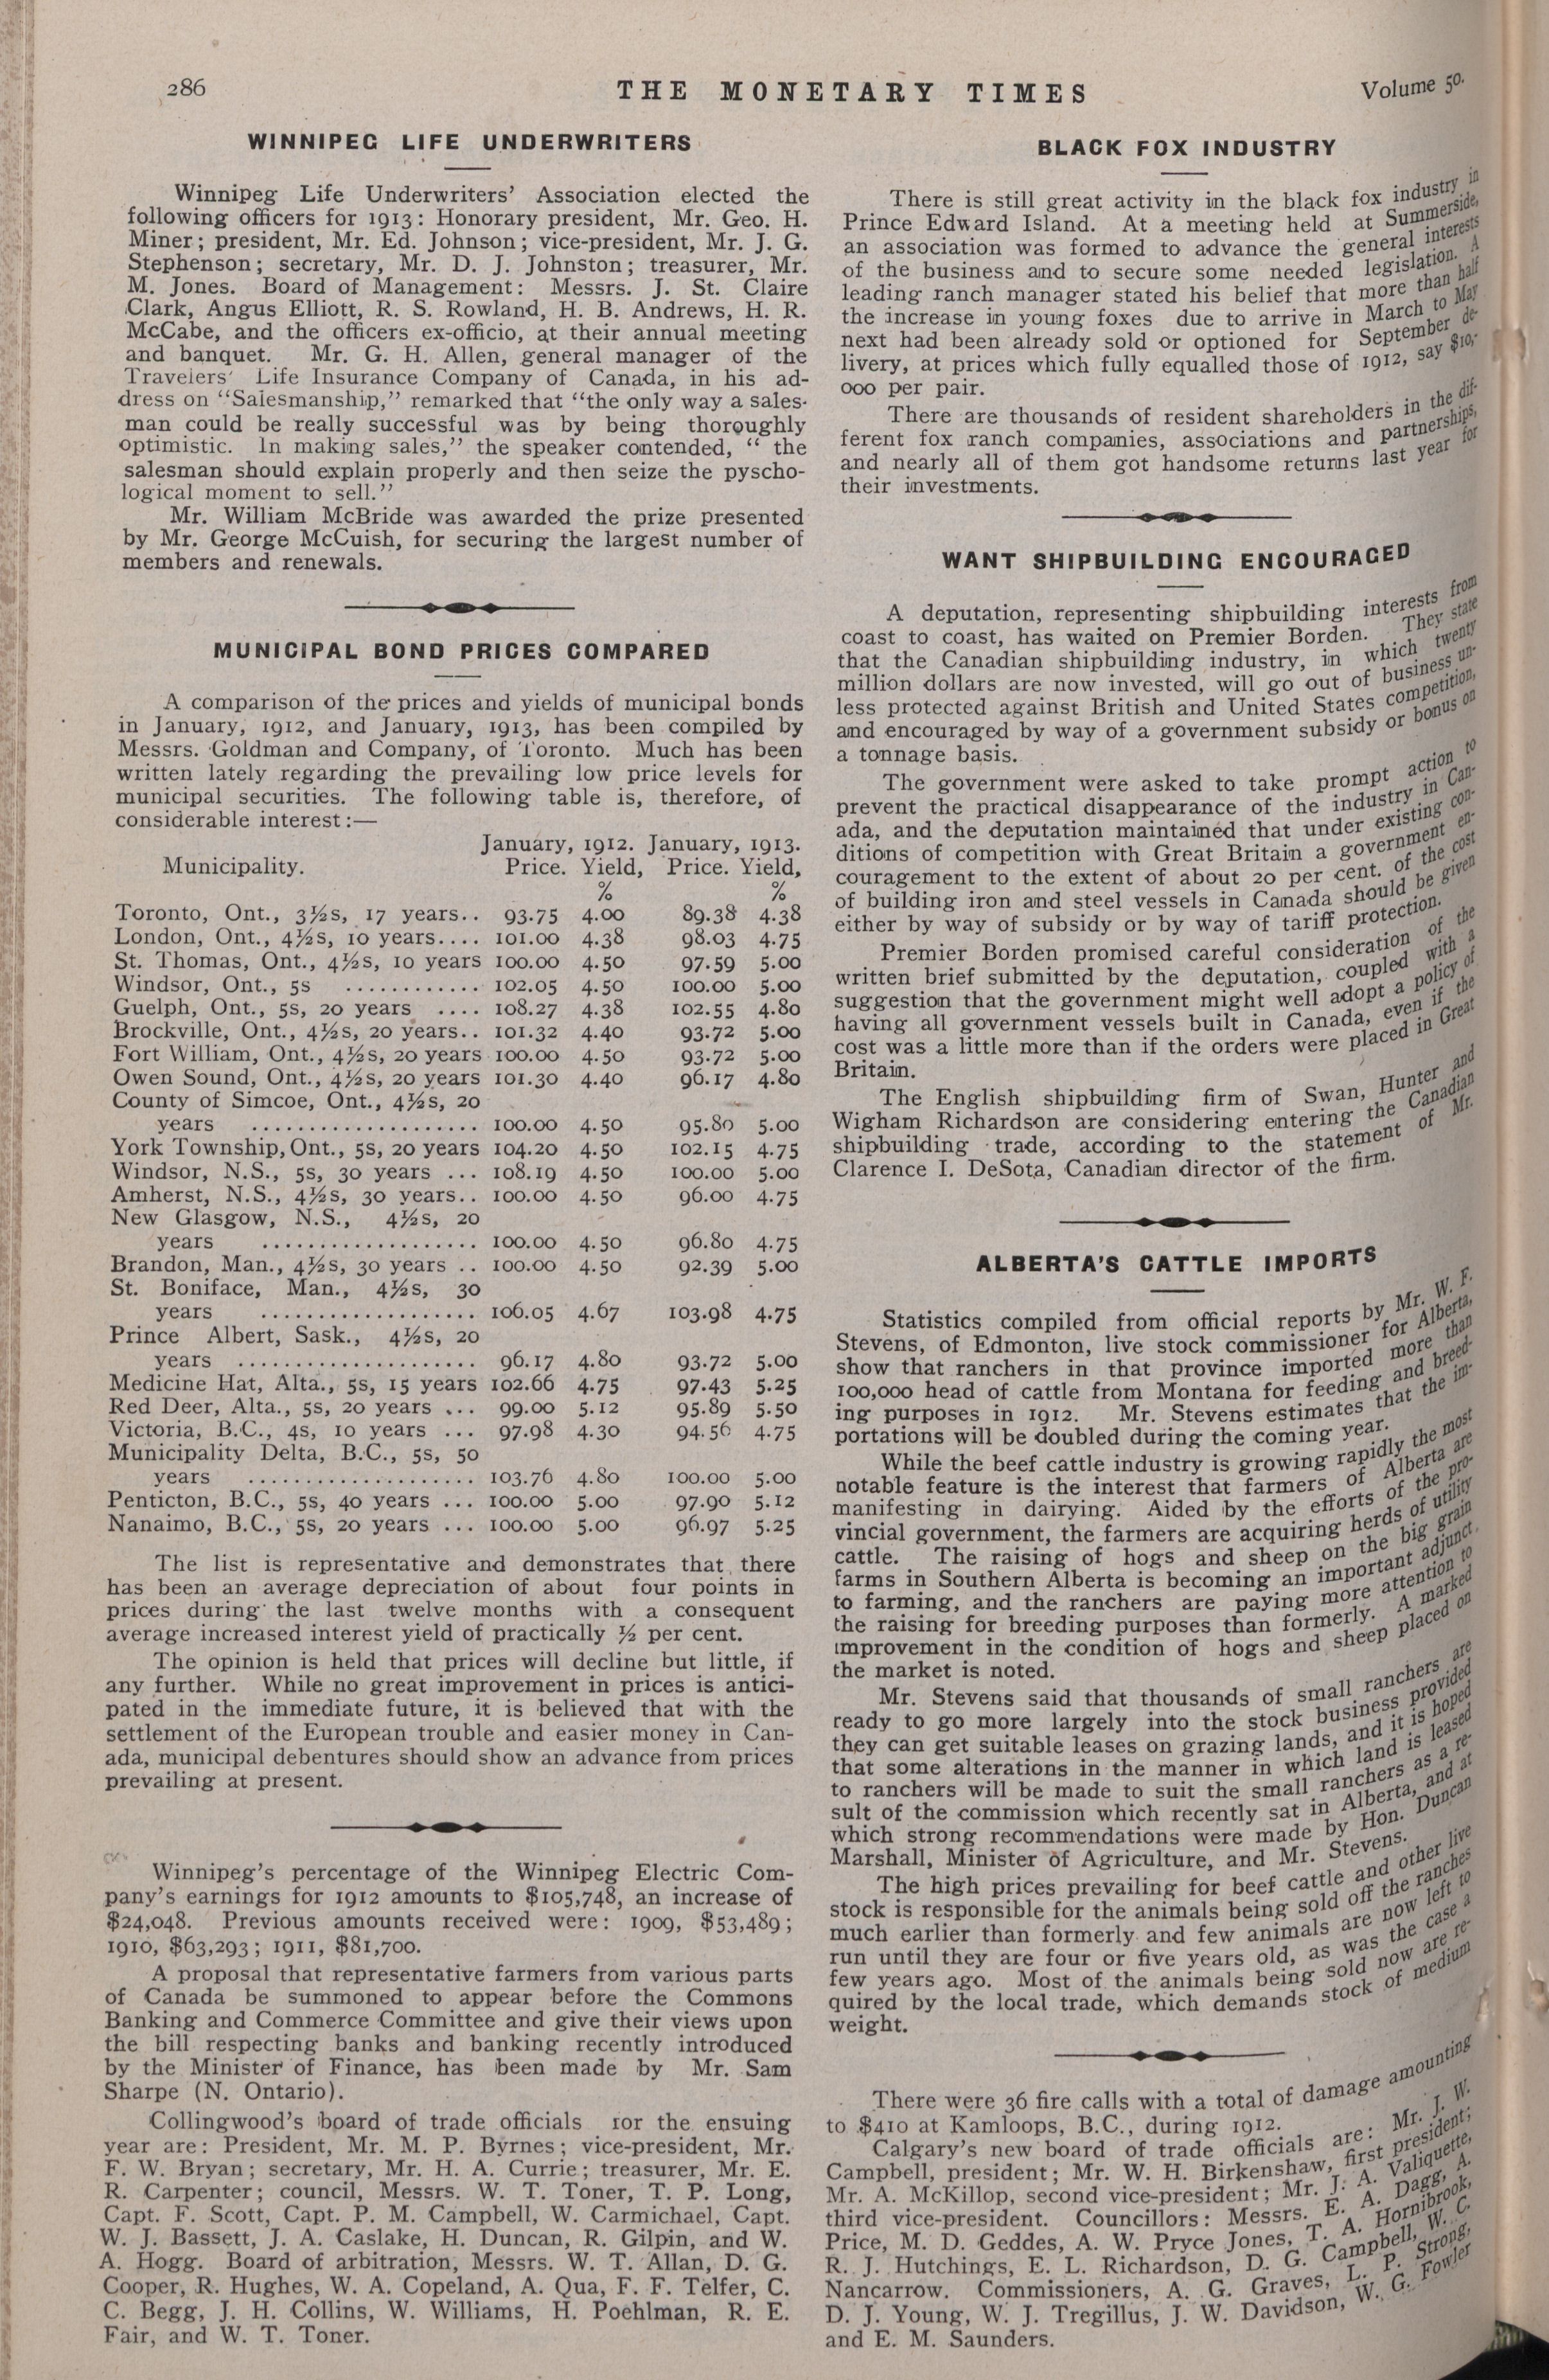 286
THE MONETARY TIMES
Volume 50.
WINNIPEG LIFE UNDERWRITERS
Winnipeg Life Underwriters' Association elected the
following officers for 1913: Honorary president, Mr. Geo. H.
Miner; president, Mr. Ed. Johnson; vice-president, Mr. J. G.
Stephenson; secretary, Mr. D. J. Johnston; treasurer, Mr.
M. Jones. Board of Management: Messrs. J. St. Claire
Clark, Angus Elliott, R. S. Rowland, H. B. Andrews, H. R.
McCabe, and the officers ex-officio, at their annual meeting
and banquet. Mr. G. H. Allen, general manager of the
Travelers' Life Insurance Company of Canada, in his ad-
dress on "Salesmanship," remarked that "the only way a sales-
man could be really successful was by being thoroughly
optimistic. In making sales," the speaker contended, " the
salesman should explain properly and then seize the pyscho-
logical moment to sell."
Mr. William McBride was awarded the prize presented
by Mr. George McCuish, for securing the largest number of
members and renewals.
MUNICIPAL BOND PRICES COMPARED
A comparison of the prices and yields of municipal bonds
in January, 1912, and January, 1913, has been compiled by
Messrs. Goldman and Company, of Toronto. Much has been
written lately regarding the prevailing low price levels for
municipal securities. The following table is, therefore, of
considerable interest:—
January, 1912. January, 1913.
Municipality. Price. Yield, Price. Yield,
% %
Toronto, Ont., 3½s, 17 years.. 93.75 4.00 89.38 4.38
London, Ont., 4½s, 10 years.... 101.00 4.38 98.03 4.75
St. Thomas, Ont., 4½s, 10 years 100.00 4.50 97.59 5.00
Windsor, Ont., 5s ............ 102.05 4.50 100.00 5.00
Guelph, Ont., 5s, 20 years .... 108.27 4.38 102.55 4.80
Brockville, Ont., 4½s, 20 years.. 101.32 4.40 93.72 5.00
Fort William, Ont., 4½s, 20 years 100.00 4.50 93.72 5.00
Owen Sound, Ont., 4½s, 20 years 101.30 4.40 96.17 4.80
County of Simcoe, Ont., 4½s, 20
years .................... 100.00 4.50 95.80 5.00
York Township, Ont., 5s, 20 years 104.20 4.50 102.15 4.75
Windsor, N.S., 5s, 30 years ... 108.19 4.50 100.00 5.00
Amherst, N.S., 4½s, 30 years.. 100.00 4.50 96.00 4.75
New Glasgow, N.S., 4½s, 20
years ................... 100.00 4.50 96.80 4.75
Brandon, Man., 4½s, 30 years .. 100.00 4.50 92.39 5.00
St. Boniface, Man., 4½s, 30
years ................... 106.05 4.67 103.98 4.75
Prince Albert, Sask., 4½s, 20
years ..................... 96.17 4.80 93.72 5.00
Medicine Hat, Alta., 5s, 15 years 102.66 4.75 97.43 5.25
Red Deer, Alta., 5s, 20 years ... 99.00 5.12 95.89 5.50
Victoria, B.C., 4s, 10 years ... 97.98 4.30 94.56 4.75
Municipality Delta, B.C., 5s, 50
years .................... 103.76 4.80 100.00 5.00
Penticton, B.C., 5s, 40 years ... 100.00 5.00 97.90 5.12
Nanaimo, B.C., 5s, 20 years ... 100.00 5.00 96.97 5.25
The list is representative and demonstrates that there
has been an average depreciation of about four points in
prices during the last twelve months with a consequent
average increased interest yield of practically ½ per cent.
The opinion is held that prices will decline but little, if
any further. While no great improvement in prices is antici-
pated in the immediate future, it is believed that with the
settlement of the European trouble and easier money in Can-
ada, municipal debentures should show an advance from prices
prevailing at present.
Winnipeg's percentage of the Winnipeg Electric Com-
pany's earnings for 1912 amounts to $105,748, an increase of
$24,048. Previous amounts received were: 1909, $53,489;
1910, $63,293; 1911, $81,700.
A proposal that representative farmers from various parts
of Canada be summoned to appear before the Commons
Banking and Commerce Committee and give their views upon
the bill respecting banks and banking recently introduced
by the Minister of Finance, has been made by Mr. Sam
Sharpe (N. Ontario).
Collingwood's board of trade officials for the ensuing
year are: President, Mr. M. P. Byrnes; vice-president, Mr.
F. W. Bryan; secretary, Mr. H. A. Currie; treasurer, Mr. E.
R. Carpenter; council, Messrs. W. T. Toner, T. P. Long,
Capt. F. Scott, Capt. P. M. Campbell, W. Carmichael, Capt.
W. J. Bassett, J. A. Caslake, H. Duncan, R. Gilpin, and W.
A. Hogg. Board of arbitration, Messrs. W. T. Allan, D. G.
Cooper, R. Hughes, W. A. Copeland, A. Qua, F. F. Telfer, C.
C. Begg, J. H. Collins, W. Williams, H. Poehlman, R. E.
Fair, and W. T. Toner.
BLACK FOX INDUSTRY
There is still great activity in the black fox industry in
Prince Edward Island. At a meeting held at Summerside,
an association was formed to advance the general interests
of the business and to secure some needed legislation. A
leading ranch manager stated his belief that more than half
the increase in young foxes due to arrive in March to May
next had been already sold or optioned for September de-
livery, at prices which fully equalled those of 1912, say $10,-
000 per pair.
There are thousands of resident shareholders in the dif-
ferent fox ranch companies, associations and partnerships,
and nearly all of them got handsome returns last year for
their investments.
WANT SHIPBUILDING ENCOURAGED
A deputation, representing shipbuilding interests from
coast to coast, has waited on Premier Borden. They state
that the Canadian shipbuilding industry, in which twenty
million dollars are now invested, will go out of business un-
less protected against British and United States competition,
and encouraged by way of a government subsidy or bonus on
a tonnage basis.
The government were asked to take prompt action to
prevent the practical disappearance of the industry in Can-
ada, and the deputation maintained that under existing con-
ditions of competition with Great Britain a government en-
couragement to the extent of about 20 per cent. of the cost
of building iron and steel vessels in Canada should be given
either by way of subsidy or by way of tariff protection.
Premier Borden promised careful consideration of the
written brief submitted by the deputation, coupled with a
suggestion that the government might well adopt a policy of
having all government vessels built in Canada, even if the
cost was a little more than if the orders were placed in Great
Britain.
The English shipbuilding firm of Swan, Hunter and
Wigham Richardson are considering entering the Canadian
shipbuilding trade, according to the statement of Mr.
Clarence I. DeSota, Canadian director of the firm.
ALBERTA'S CATTLE IMPORTS
Statistics compiled from official reports by Mr. W. F.
Stevens, of Edmonton, live stock commissioner for Alberta,
show that ranchers in that province imported more than
100,000 head of cattle from Montana for feeding and breed-
ing purposes in 1912. Mr. Stevens estimates that the im-
portations will be doubled during the coming year.
While the beef cattle industry is growing rapidly the most
notable feature is the interest that farmers of Alberta are
manifesting in dairying. Aided by the efforts of the pro-
vincial government, the farmers are acquiring herds of utility
cattle. The raising of hogs and sheep on the big grain
farms in Southern Alberta is becoming an important adjunct
to farming, and the ranchers are paying more attention to
the raising for breeding purposes than formerly. A marked
improvement in the condition of hogs and sheep placed on
the market is noted.
Mr. Stevens said that thousands of small ranchers are
ready to go more largely into the stock business provided
they can get suitable leases on grazing lands, and it is hoped
that some alterations in the manner in which land is leased
to ranchers will be made to suit the small ranchers as a re-
sult of the commission which recently sat in Alberta, and at
which strong recommendations were made by Hon. Duncan
Marshall, Minister of Agriculture, and Mr. Stevens.
The high prices prevailing for beef cattle and other live
stock is responsible for the animals being sold off the ranches
much earlier than formerly and few animals are now left to
run until they are four or five years old, as was the case a
few years ago. Most of the animals being sold now are re-
quired by the local trade, which demands stock of medium
weight.
There were 36 fire calls with a total of damage amounting
to $410 at Kamloops, B.C., during 1912.
Calgary's new board of trade officials are: Mr. J. W.
Campbell, president; Mr. W. H. Birkenshaw, first president;
Mr. A. McKillop, second vice-president; Mr. J. A. Valiquette,
third vice-president. Councillors: Messrs. E. A. Dagg, A.
Price, M. D. Geddes, A. W. Pryce Jones, T. A. Hornibrook,
R. J. Hutchings, E. L. Richardson, D. G. Campbell, W. C.
Nancarrow. Commissioners, A. G. Graves, L. P. Strong,
D. J. Young, W. J. Tregillus, J. W. Davidson, W. G. Fowler
and E. M. Saunders.